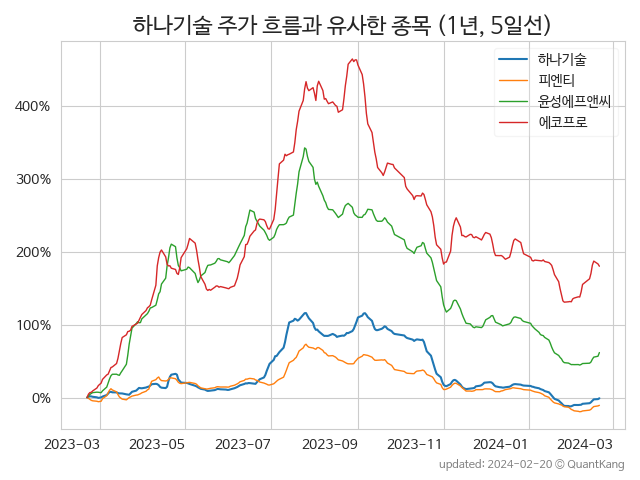 하나기술 주가 흐름과 유사한 종목 (1년, 5일선)
하나기술
피엔티
윤성에프앤씨
에코프로
400%
300%
200%
100%
0%
2023-03 2023-05 2023-07 2023-09 2023-11 2024-01 2024-03
updated: 2024-02-20 © QuantKang